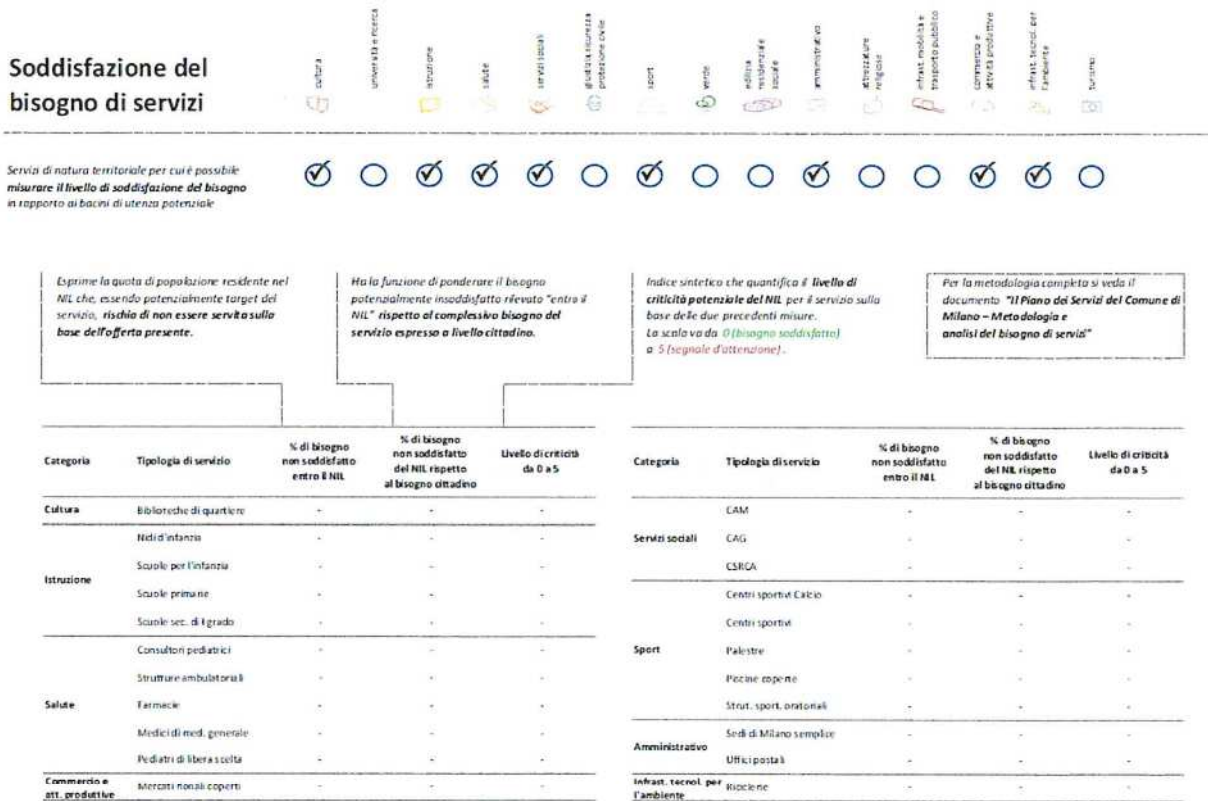 Soddisfazione del
bisogno di servizi
cultura
università e ricerca
istruzione
salute
servizi sociali
giustizia sicurezza
protezione civile
sport
verde
edilizia
residenziale
sociale
amministrativo
attrezzature
religiose
infrast. mobilità e
trasporto pubblico
commercio e
attività produttive
infrast. tecnol. per
l'ambiente
turismo
Servizi di natura territoriale per cui è possibile
misurare il livello di soddisfazione del bisogno
in rapporto ai bacini di utenza potenziale
Esprime la quota di popolazione residente nel
NIL che, essendo potenzialmente target del
servizio, rischia di non essere servita sulla
base dell'offerta presente.
Ha la funzione di ponderare il bisogno
potenzialmente insoddisfatto rilevato "entro il
NIL" rispetto al complessivo bisogno del
servizio espresso a livello cittadino.
Indice sintetico che quantifica il livello di
criticità potenziale del NIL per il servizio sulla
base delle due precedenti misure.
La scala va da 0 (bisogno soddisfatto)
a 5 (segnale d'attenzione).
Per la metodologia completa si veda il
documento "Il Piano dei Servizi del Comune di
Milano – Metodologia e
analisi del bisogno di servizi"
Categoria Tipologia di servizio % di bisogno non soddisfatto entro il NIL % di bisogno non soddisfatto del NIL rispetto al bisogno cittadino Livello di criticità da 0 a 5
Cultura Biblioteche di quartiere - - -
Istruzione
Nidi d'infanzia - - -
Scuole per l'infanzia - - -
Scuole primarie - - -
Scuole sec. di I grado - - -
Salute
Consultori pediatrici - - -
Strutture ambulatoriali - - -
Farmacie - - -
Medici di med. generale - - -
Pediatri di libera scelta - - -
Commercio e att. produttive Mercati rionali coperti - - -
Categoria Tipologia di servizio % di bisogno non soddisfatto entro il NIL % di bisogno non soddisfatto del NIL rispetto al bisogno cittadino Livello di criticità da 0 a 5
Servizi sociali
CAM - - -
CAG - - -
CSRCA - - -
Sport
Centri sportivi Calcio - - -
Centri sportivi - - -
Palestre - - -
Piscine coperte - - -
Strut. sport. oratoriali - - -
Amministrativo
Sedi di Milano semplice - - -
Uffici postali - - -
Infrast. tecnol. per l'ambiente Riciclerie - - -